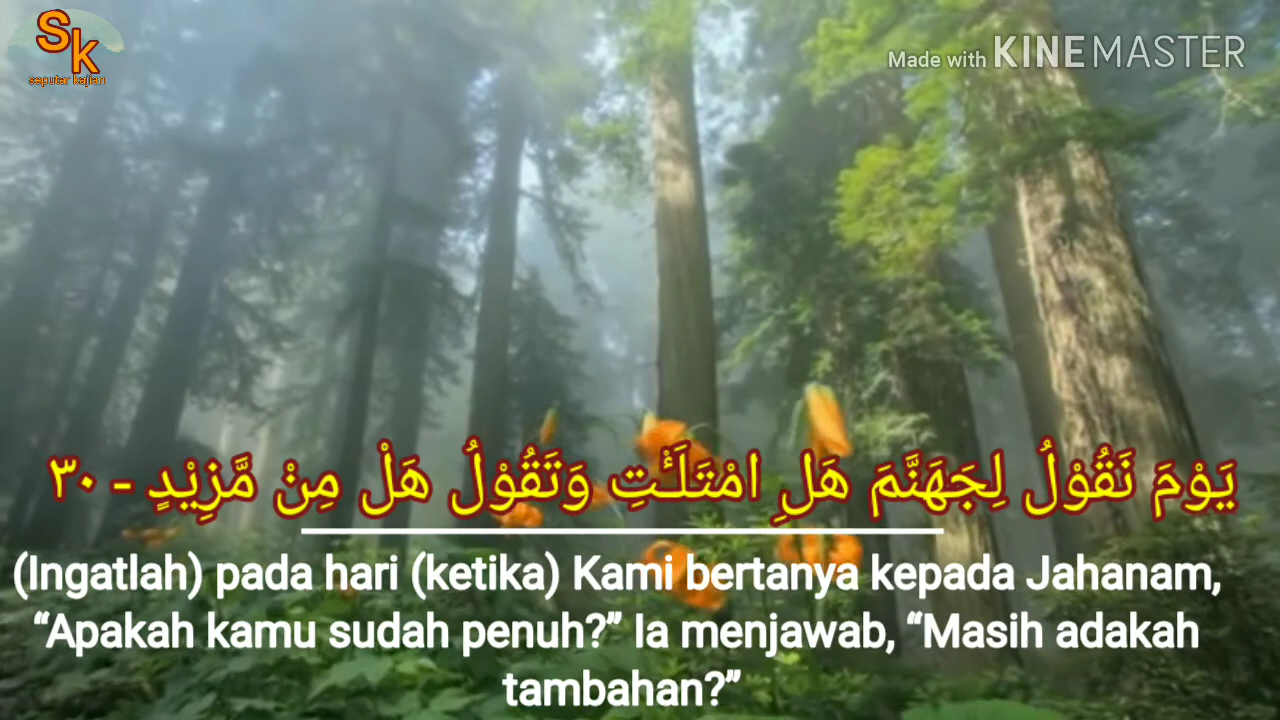 SK
seputar kajian
Made with KINEMASTER
يَوْمَ نَقُوْلُ لِجَهَنَّمَ هَلِ امْتَلَـْٔتِ وَتَقُوْلُ هَلْ مِنْ مَّزِيْدٍ - ٣٠
(Ingatlah) pada hari (ketika) Kami bertanya kepada Jahanam,
“Apakah kamu sudah penuh?” Ia menjawab, “Masih adakah
tambahan?”